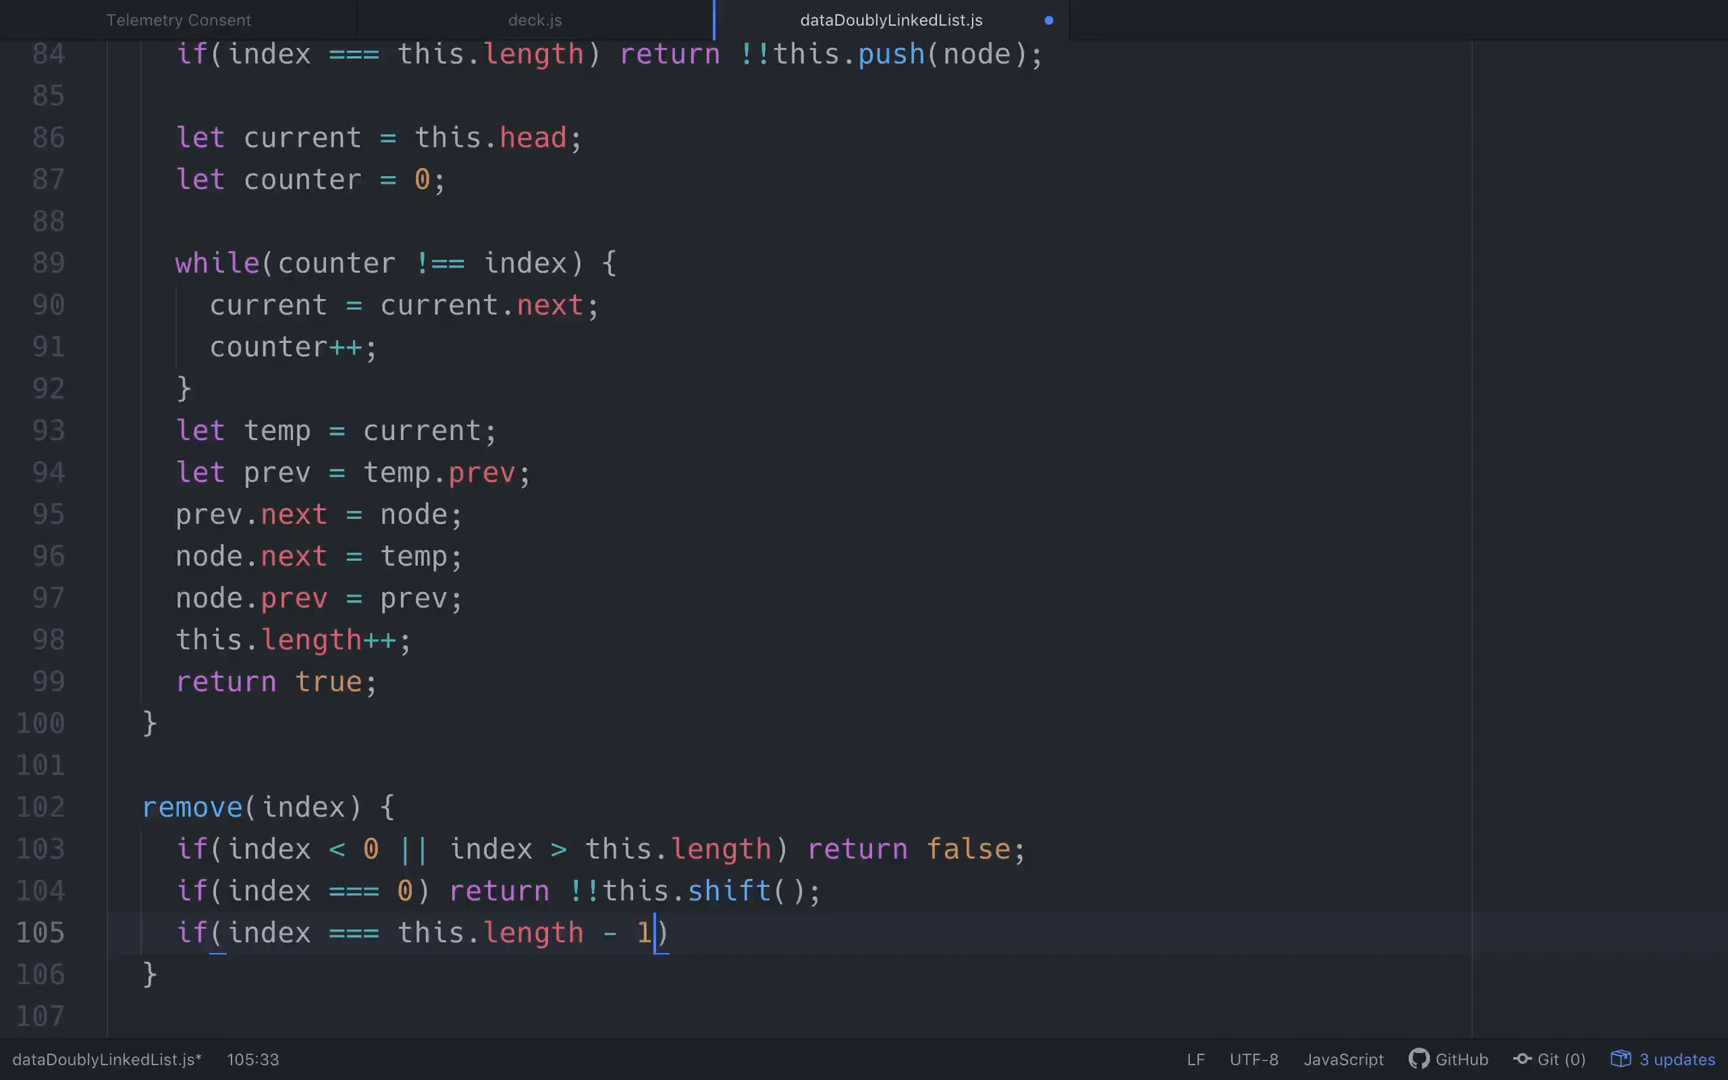 Telemetry Consent
deck.js
dataDoublyLinkedList.js
84 if(index === this.length) return !!this.push(node);
85
86 let current = this.head;
87 let counter = 0;
88
89 while(counter !== index) {
90 current = current.next;
91 counter++;
92 }
93 let temp = current;
94 let prev = temp.prev;
95 prev.next = node;
96 node.next = temp;
97 node.prev = prev;
98 this.length++;
99 return true;
100 }
101
102 remove(index) {
103 if(index < 0 || index > this.length) return false;
104 if(index === 0) return !!this.shift();
105 if(index === this.length - 1)
106 }
107
dataDoublyLinkedList.js* 105:33 LF UTF-8 JavaScript GitHub Git (0) 3 updates